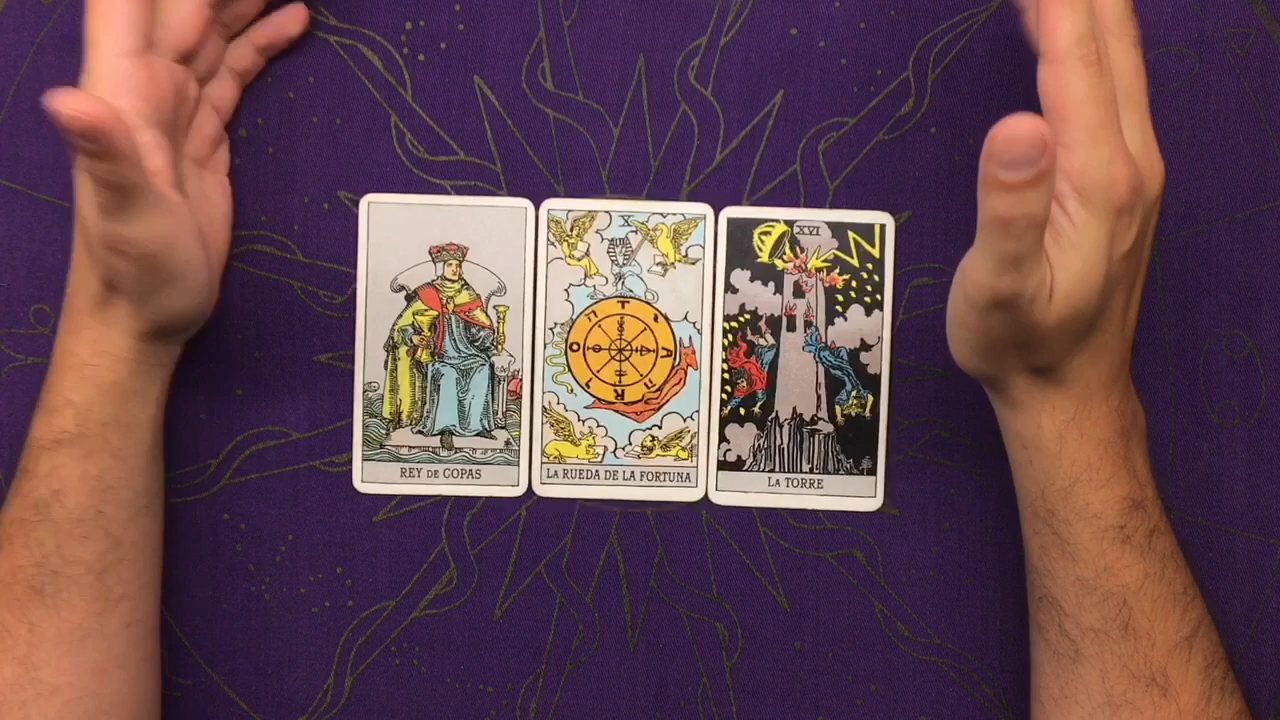 REY DE COPAS
X
LA RUEDA DE LA FORTUNA
T
A
R
O
XVI
LA TORRE